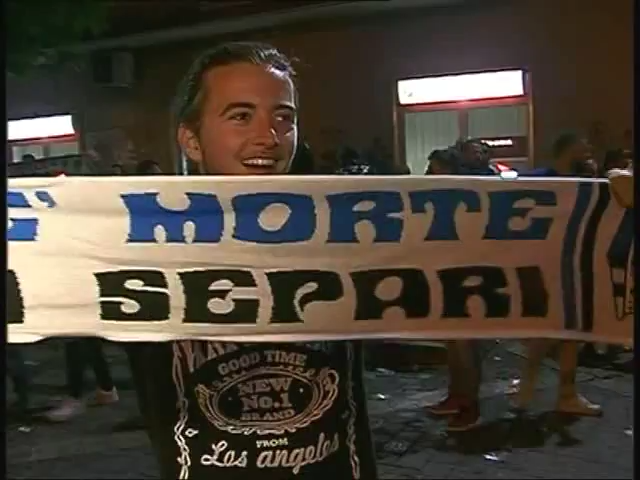 E' MORTE
SEPARI
GOOD TIME
NEW
No.1
BRAND
FROM
Los angeles